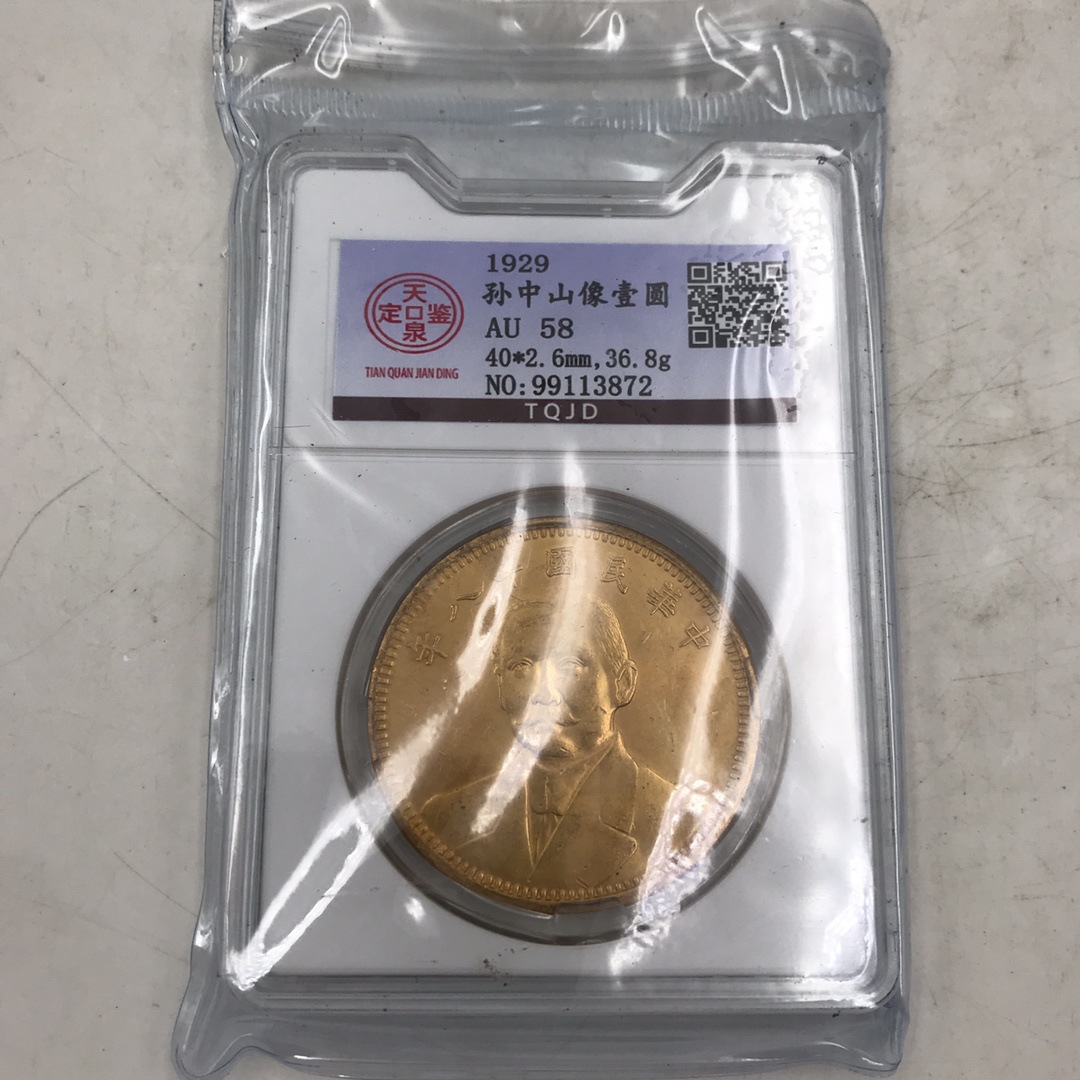 1929
孙中山像壹圆
AU 58
40*2.6mm,36.8g
NO:99113872
天
定口鉴
泉
TIAN QUAN JIAN DING
TQJD
年八十國民華中